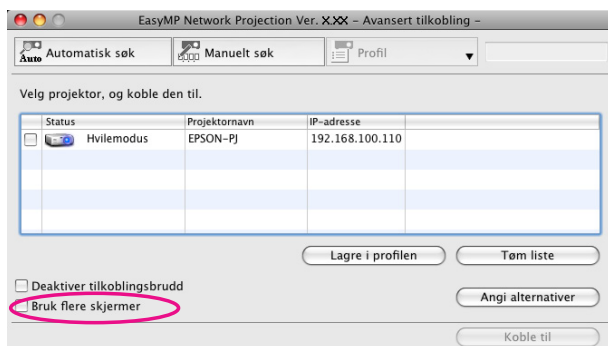 EasyMP Network Projection Ver. X.XX – Avansert tilkobling –
Auto Automatisk søk Manuelt søk Profil
Velg projektor, og koble den til.
Status Projektornavn IP-adresse
Hvilemodus EPSON-PJ 192.168.100.110
Lagre i profilen Tøm liste
Deaktiver tilkoblingsbrudd
Bruk flere skjermer
Angi alternativer
Koble til